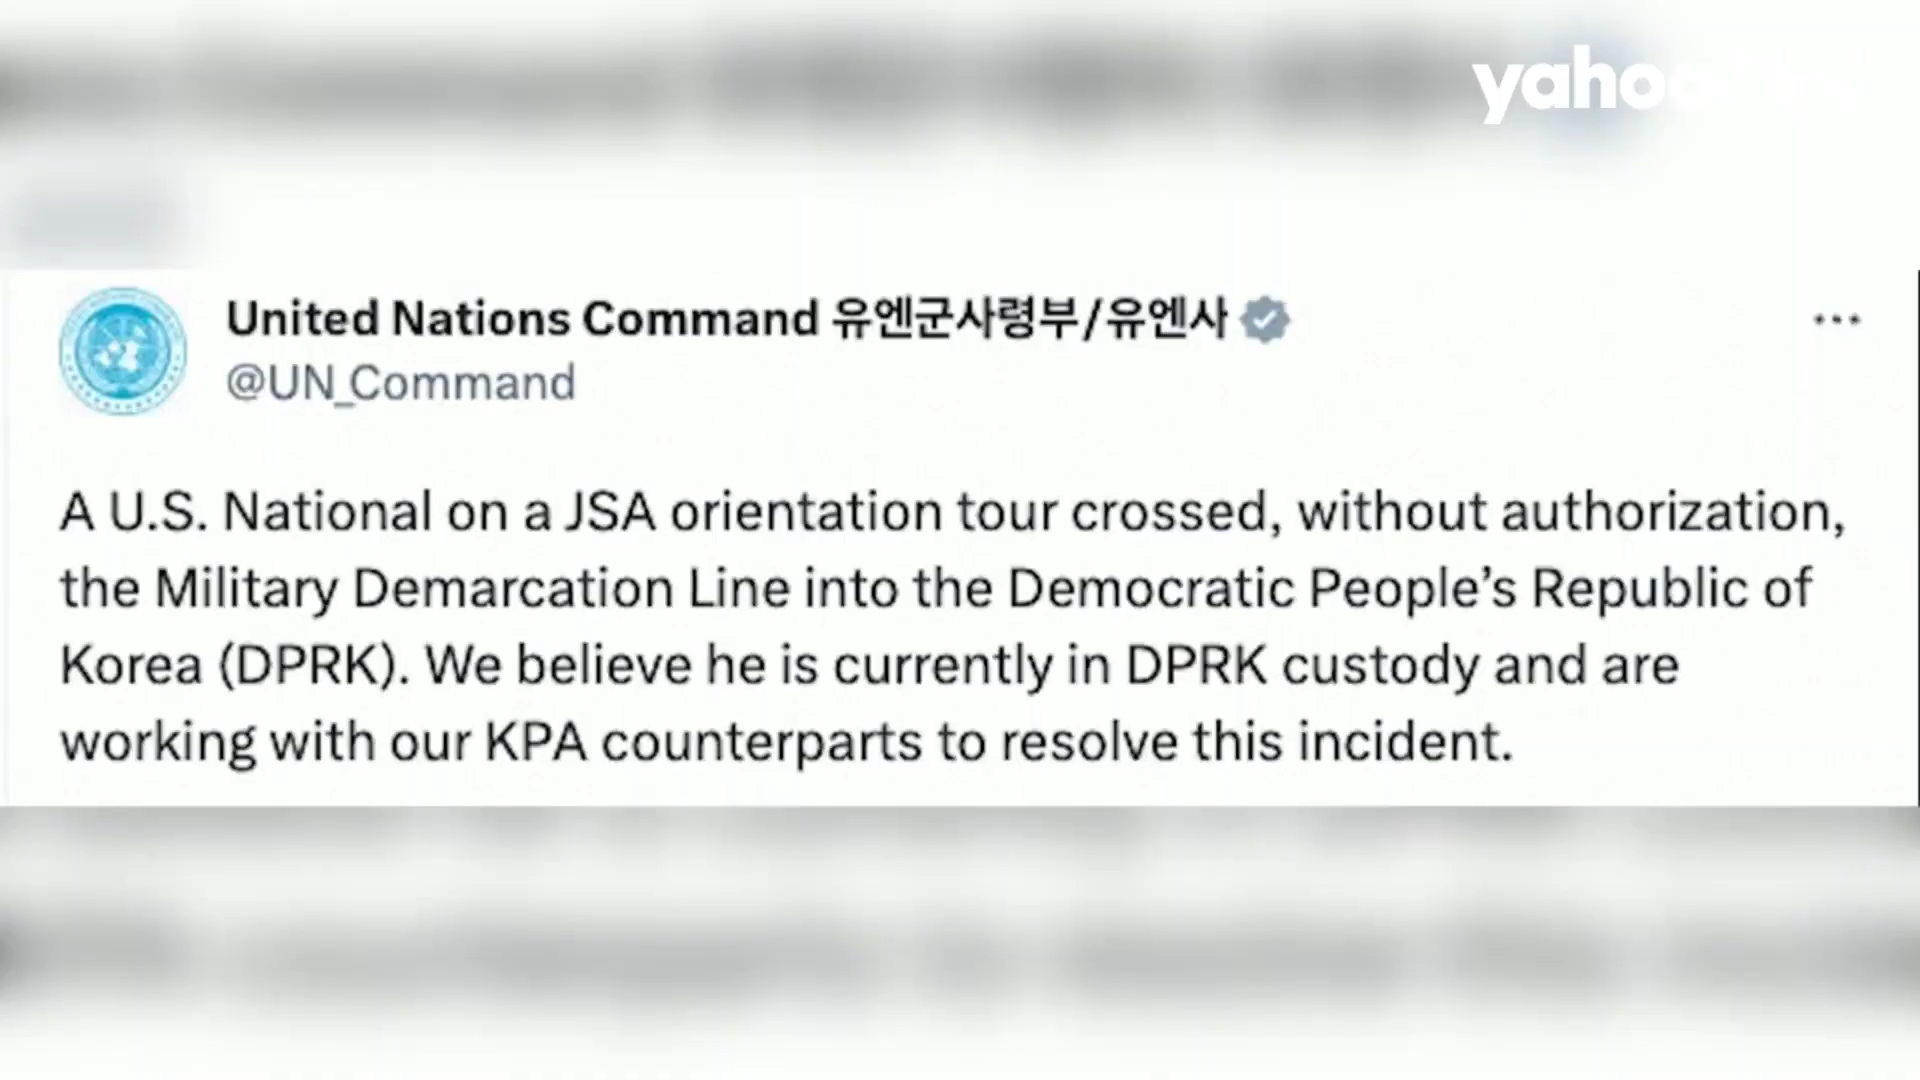 yahoo
United Nations Command 유엔군사령부/유엔사
@UN_Command
A U.S. National on a JSA orientation tour crossed, without authorization,
the Military Demarcation Line into the Democratic People’s Republic of
Korea (DPRK). We believe he is currently in DPRK custody and are
working with our KPA counterparts to resolve this incident.